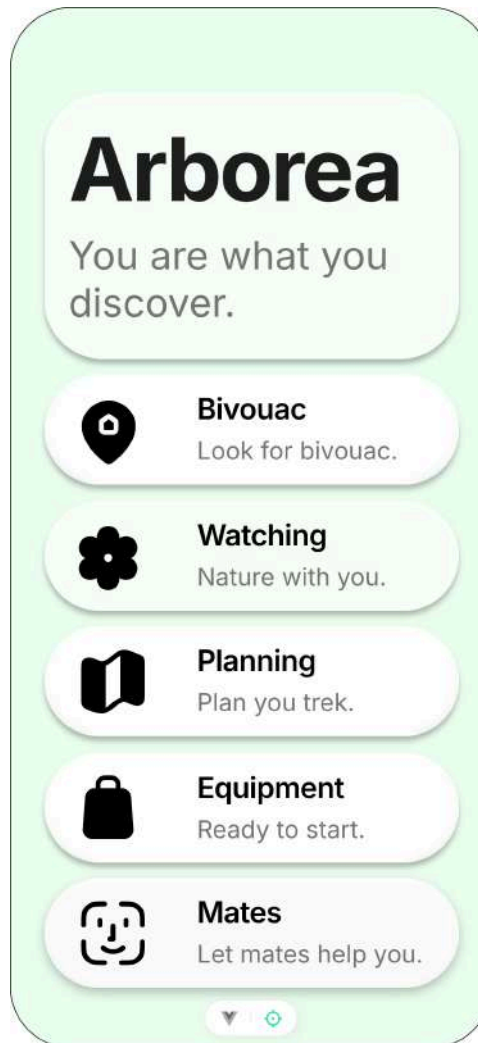 Arborea
You are what you
discover.
Bivouac
Look for bivouac.
Watching
Nature with you.
Planning
Plan you trek.
Equipment
Ready to start.
Mates
Let mates help you.